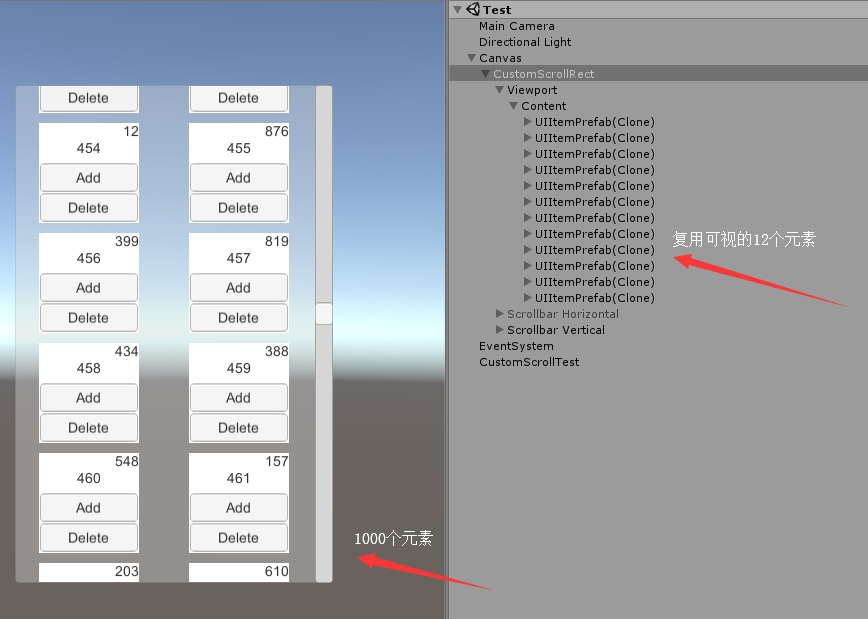 Delete Delete
12 876
454 455
Add Add
Delete Delete
399 819
456 457
Add Add
Delete Delete
434 388
458 459
Add Add
Delete Delete
548 157
460 461
Add Add
Delete Delete
203 610
1000个元素
Test
Main Camera
Directional Light
Canvas
CustomScrollRect
Viewport
Content
UIItemPrefab(Clone)
UIItemPrefab(Clone)
UIItemPrefab(Clone)
UIItemPrefab(Clone)
UIItemPrefab(Clone)
UIItemPrefab(Clone)
UIItemPrefab(Clone)
UIItemPrefab(Clone)
UIItemPrefab(Clone)
UIItemPrefab(Clone)
UIItemPrefab(Clone)
UIItemPrefab(Clone)
复用可视的12个元素
Scrollbar Horizontal
Scrollbar Vertical
EventSystem
CustomScrollTest